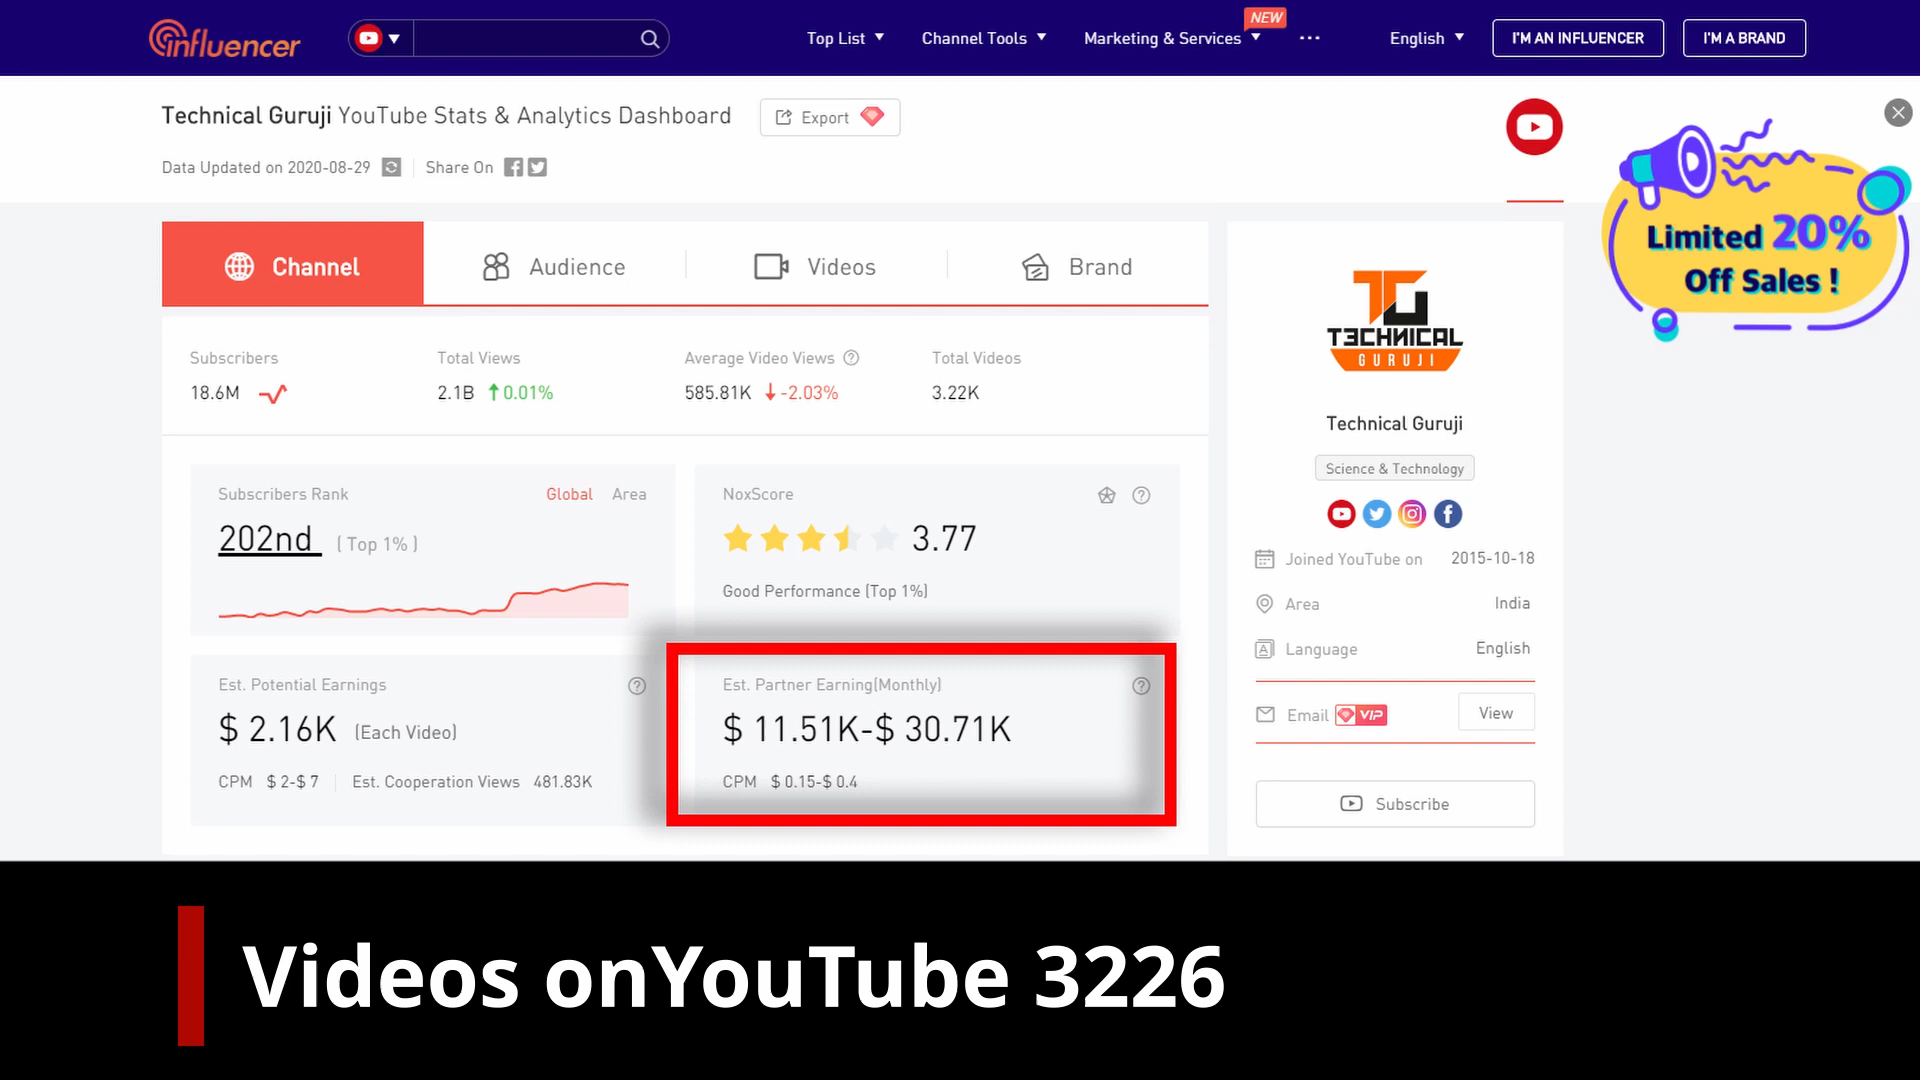 influencer
Top List
Channel Tools
Marketing & Services
NEW
English
I'M AN INFLUENCER
I'M A BRAND
Technical Guruji YouTube Stats & Analytics Dashboard
Export
Data Updated on 2020-08-29
Share On
Limited 20%
Off Sales !
Channel
Audience
Videos
Brand
Subscribers
18.6M
Total Views
2.1B 0.01%
Average Video Views
585.81K -2.03%
Total Videos
3.22K
Subscribers Rank
Global Area
202nd ( Top 1% )
NoxScore
3.77
Good Performance (Top 1%)
Est. Potential Earnings
$ 2.16K (Each Video)
CPM $ 2-$ 7 Est. Cooperation Views 481.83K
Est. Partner Earning(Monthly)
$ 11.51K-$ 30.71K
CPM $ 0.15-$ 0.4
TG
T3CHNICAL
GURUJI
Technical Guruji
Science & Technology
Joined YouTube on 2015-10-18
Area India
Language English
Email VIP View
Subscribe
Videos onYouTube 3226